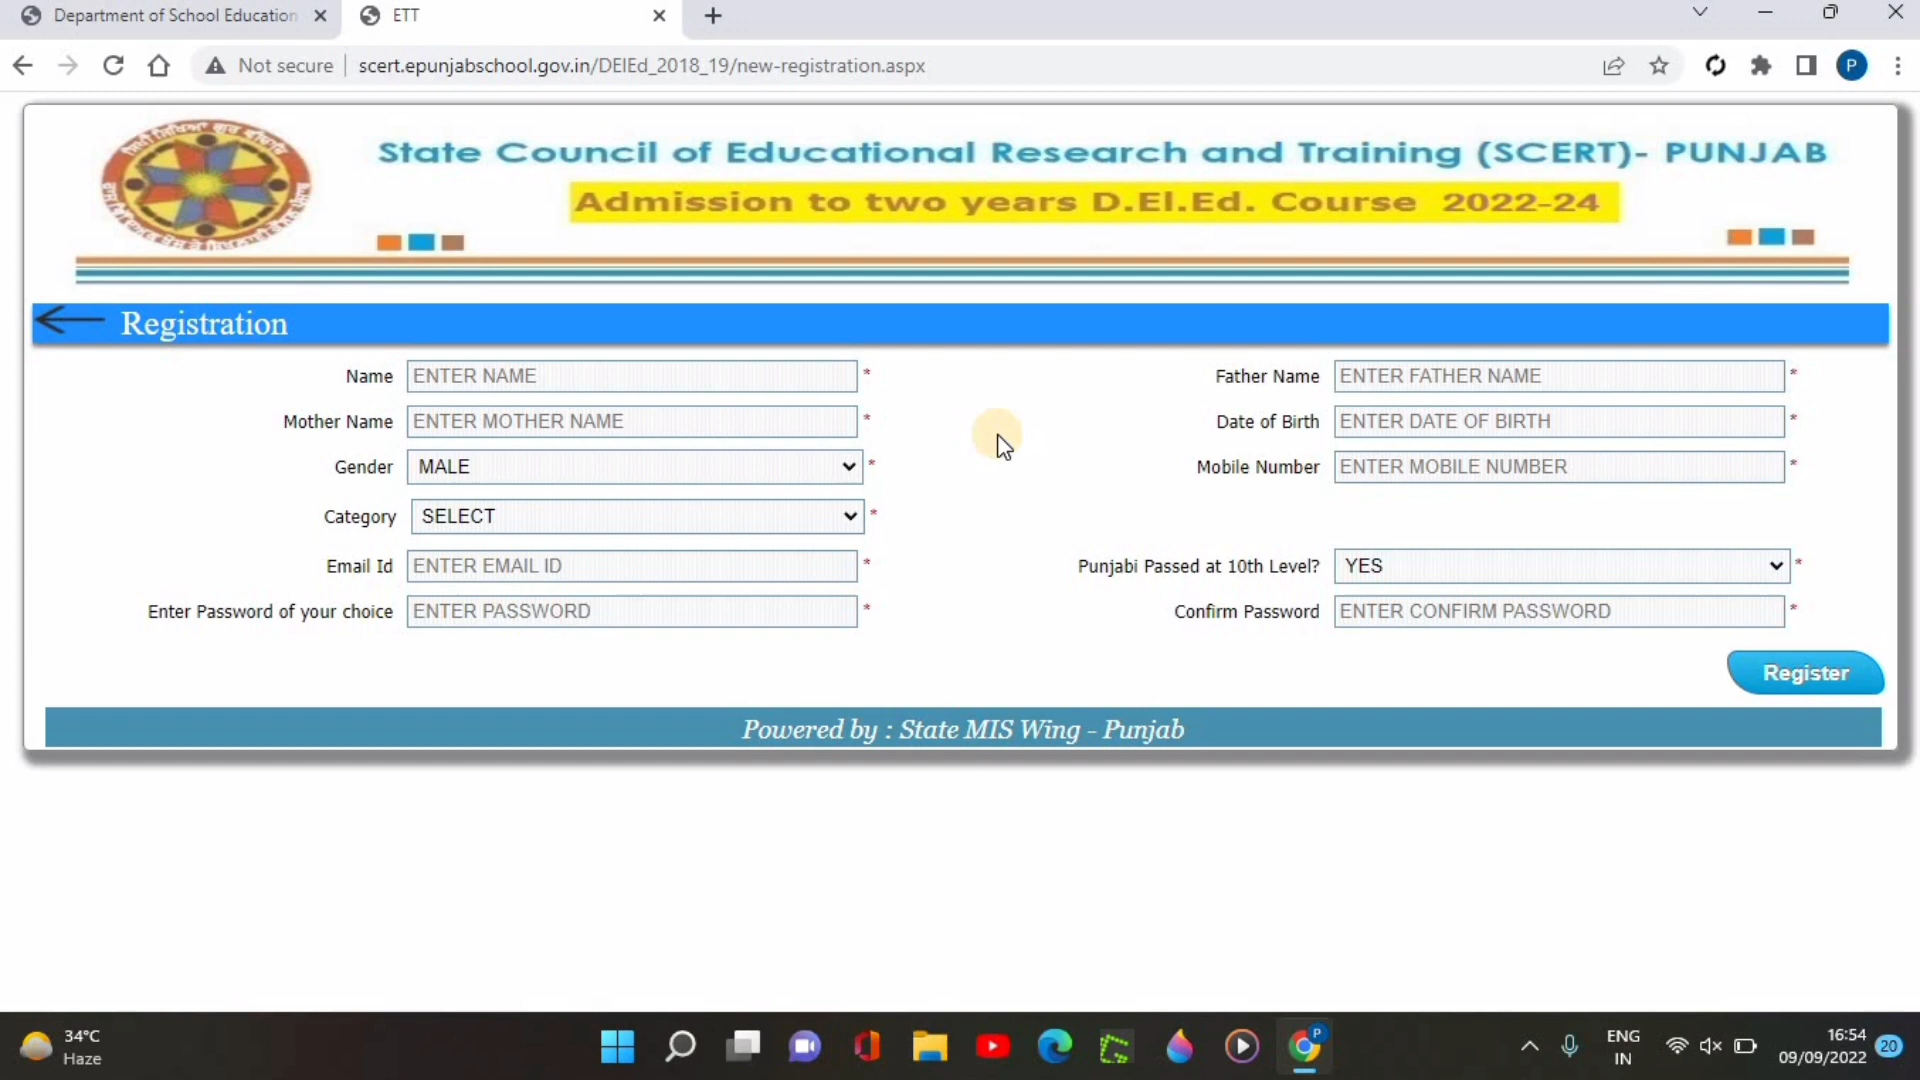 Department of School Education
ETT
Not secure
scert.epunjabschool.gov.in/DElEd_2018_19/new-registration.aspx
P
State Council of Educational Research and Training (SCERT)- PUNJAB
Admission to two years D.El.Ed. Course 2022-24
Registration
Name ENTER NAME *
Father Name ENTER FATHER NAME *
Mother Name ENTER MOTHER NAME *
Date of Birth ENTER DATE OF BIRTH *
Gender MALE *
Mobile Number ENTER MOBILE NUMBER *
Category SELECT *
Email Id ENTER EMAIL ID *
Punjabi Passed at 10th Level? YES *
Enter Password of your choice ENTER PASSWORD *
Confirm Password ENTER CONFIRM PASSWORD *
Register
Powered by : State MIS Wing - Punjab
34°C
Haze
P
ENG
IN
16:54
09/09/2022
20